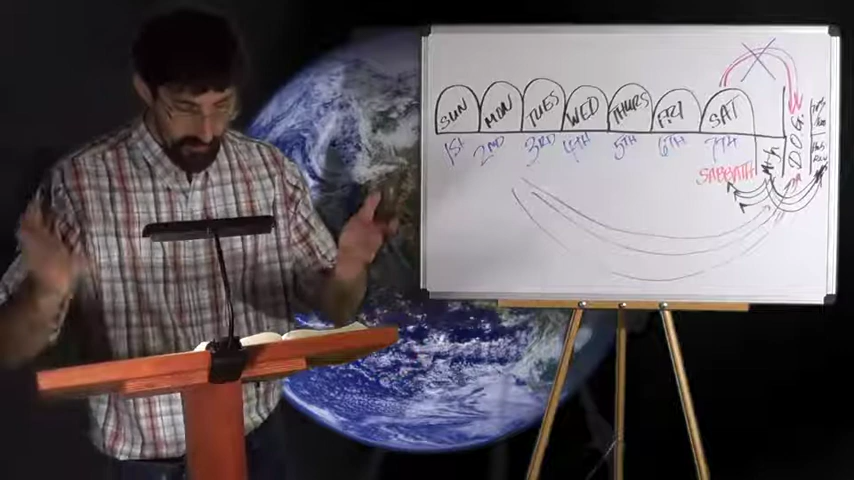 SUN MON TUES WED THURS FRI SAT
1ST 2ND 3RD 4TH 5TH 6TH 7TH
SABBATH